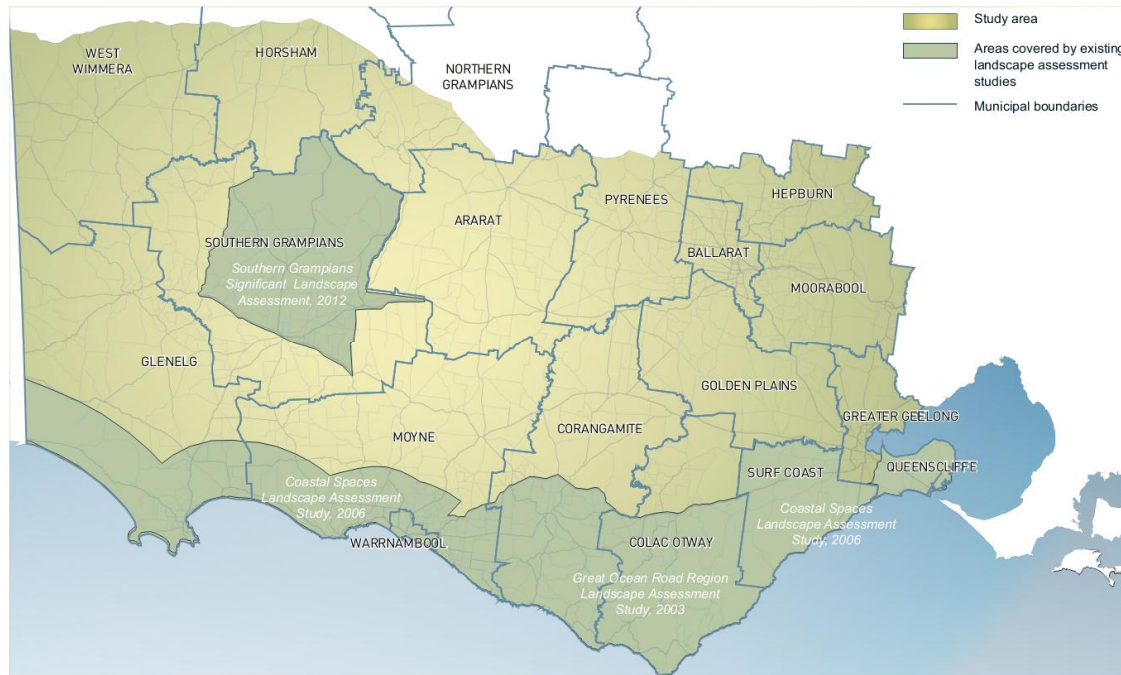 Study area
Areas covered by existing
landscape assessment
studies
Municipal boundaries
WEST
WIMMERA
HORSHAM
NORTHERN
GRAMPIANS
HEPBURN
PYRENEES
ARARAT
SOUTHERN GRAMPIANS
BALLARAT
Southern Grampians
Significant Landscape
Assessment, 2012
MOORABOOL
GLENELG
GOLDEN PLAINS
GREATER GEELONG
MOYNE
CORANGAMITE
QUEENSCLIFFE
SURF COAST
Coastal Spaces
Landscape Assessment
Study, 2006
Coastal Spaces
Landscape Assessment
Study, 2006
WARRNAMBOOL
COLAC OTWAY
Great Ocean Road Region
Landscape Assessment
Study, 2003